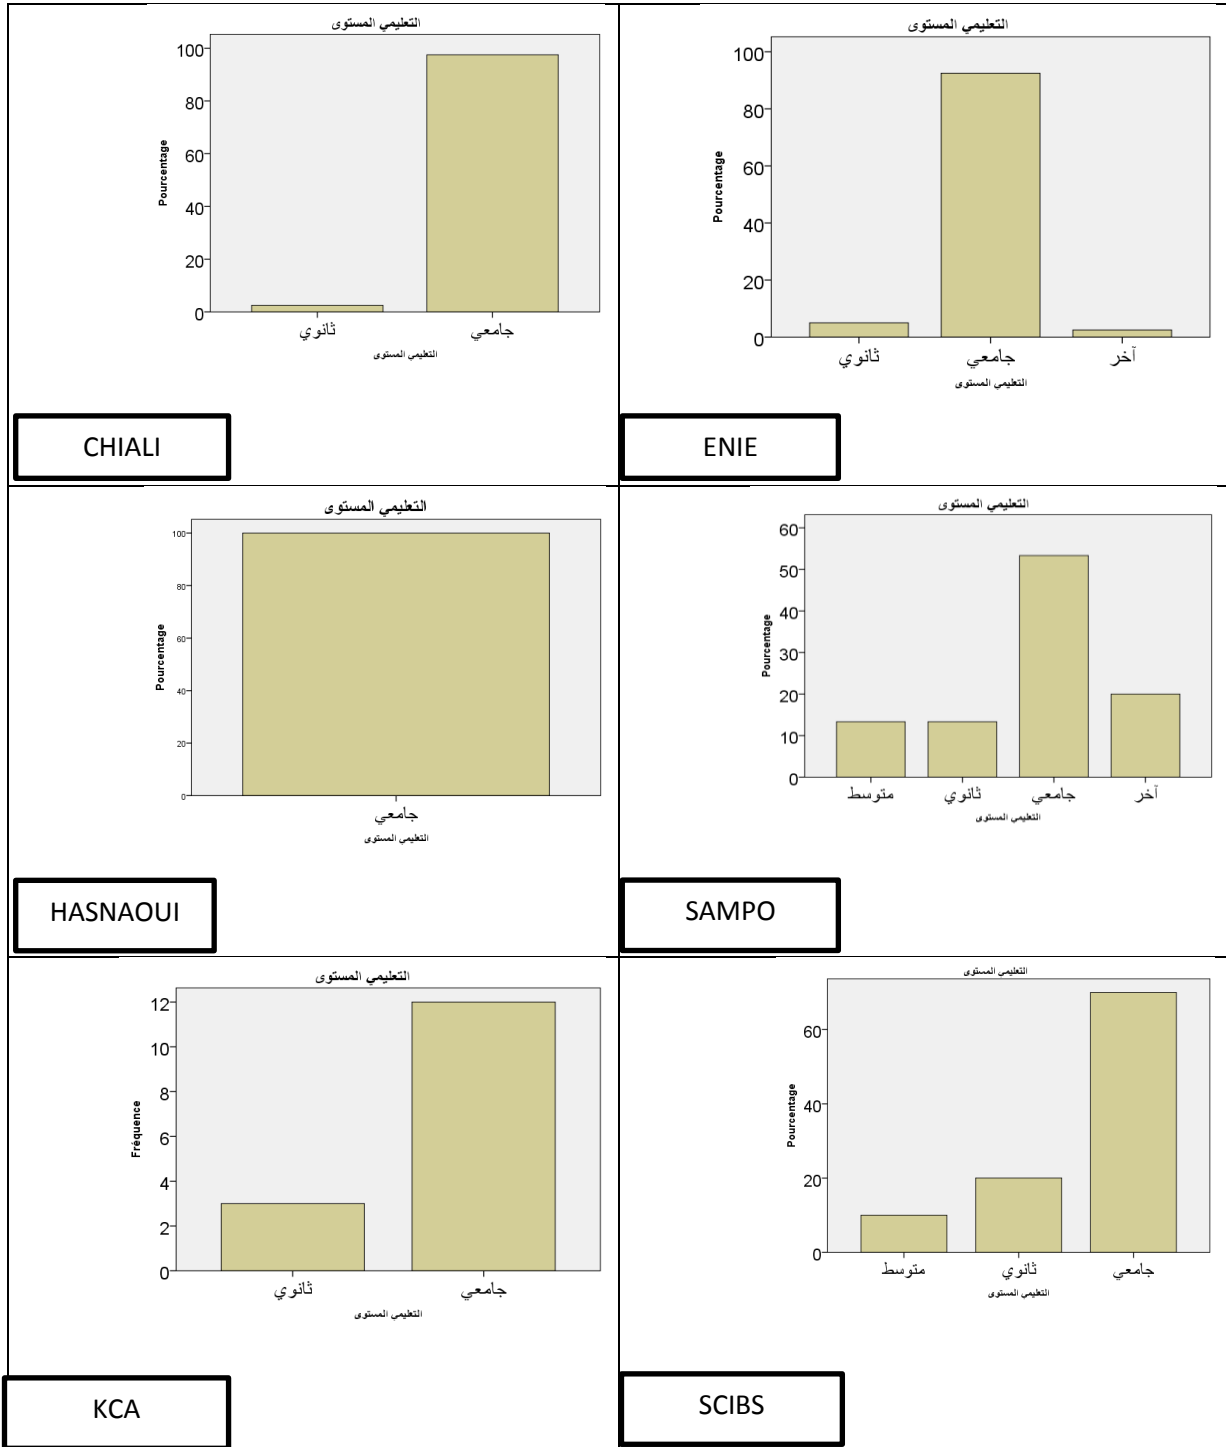 التعليمي المستوى
Pourcentage
100
80
60
40
20
0
ثانوي جامعي
التعليمي المستوى
CHIALI
التعليمي المستوى
Pourcentage
100
80
60
40
20
0
ثانوي جامعي آخر
التعليمي المستوى
ENIE
التعليمي المستوى
Pourcentage
100
80
60
40
20
0
جامعي
التعليمي المستوى
HASNAOUI
التعليمي المستوى
Pourcentage
60
50
40
30
20
10
0
متوسط ثانوي جامعي آخر
التعليمي المستوى
SAMPO
التعليمي المستوى
Fréquence
12
10
8
6
4
2
0
ثانوي جامعي
التعليمي المستوى
KCA
التعليمي المستوى
Pourcentage
60
40
20
0
متوسط ثانوي جامعي
التعليمي المستوى
SCIBS